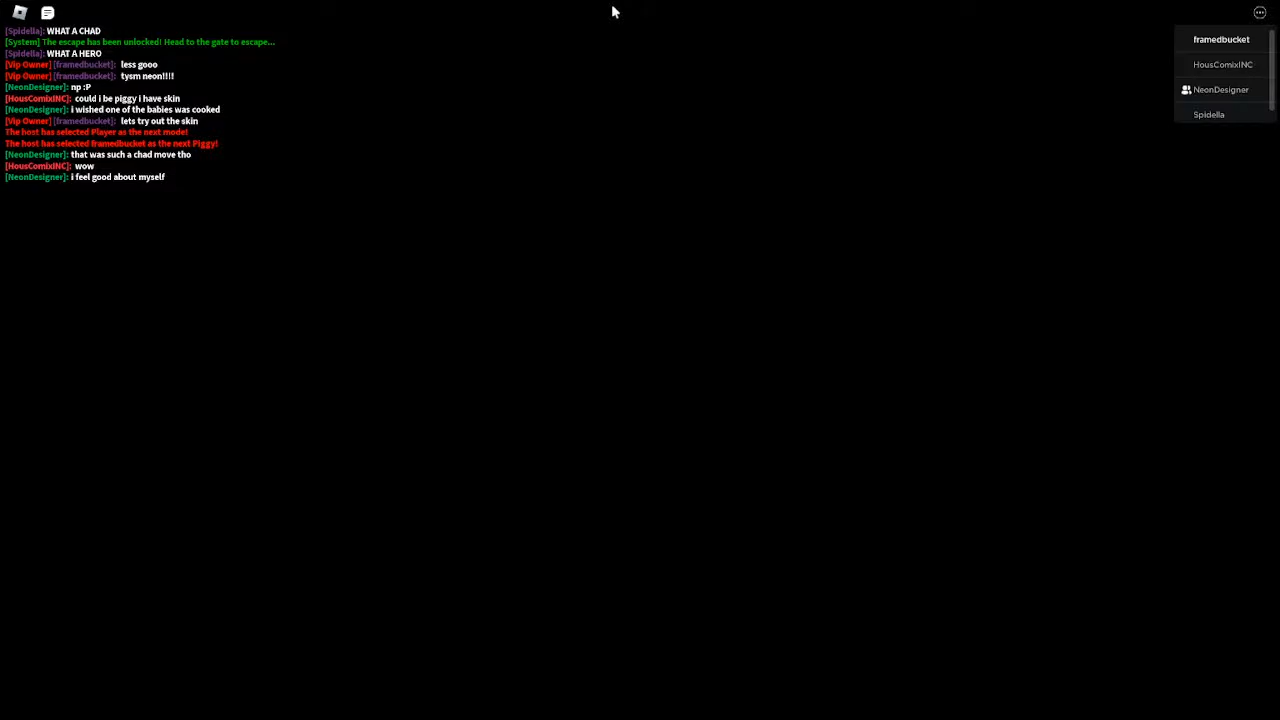 [Spidella]: WHAT A CHAD
[System] The escape has been unlocked! Head to the gate to escape...
[Spidella]: WHAT A HERO
[Vip Owner] [framedbucket]: less gooo
[Vip Owner] [framedbucket]: tysm neon!!!!
[NeonDesigner]: np :P
[HousComixINC]: could i be piggy i have skin
[NeonDesigner]: i wished one of the babies was cooked
[Vip Owner] [framedbucket]: lets try out the skin
The host has selected Player as the next mode!
The host has selected framedbucket as the next Piggy!
[NeonDesigner]: that was such a chad move tho
[HousComixINC]: wow
[NeonDesigner]: i feel good about myself
framedbucket
HousComixINC
NeonDesigner
Spidella